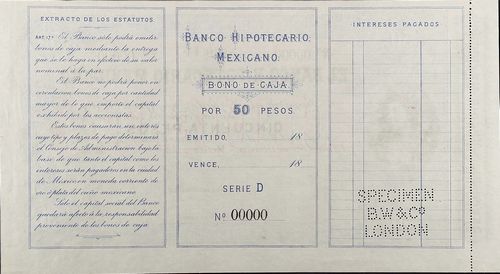 EXTRACTO DE LOS ESTATUTOS
ART. 17º El Banco solo podrá emitir
bonos de caja mediante la entrega
que se le haga en efectivo de su valor
nominal á la par.
El Banco no podrá poner en
circulacion bonos de caja por cantidad
mayor de lo que importe el capital
exhibido por los accionistas.
Estos bonos causarán un interés
cuyo tipo y plazos de pago determinará
el Consejo de Administracion bajo la
base de que tanto el capital como los
intereses serán pagaderos en la ciudad
de México en moneda corriente de
oro ó plata del cuño mexicano.
Todo el capital social del Banco
quedará afecto á la responsabilidad
proveniente de los bonos de caja
BANCO HIPOTECARIO
MEXICANO.
BONO DE CAJA
POR 50 PESOS.
EMITIDO, 18
VENCE, 18
SERIE D
Nº 00000
INTERESES PAGADOS
SPECIMEN
B.W.&Cº
LONDON